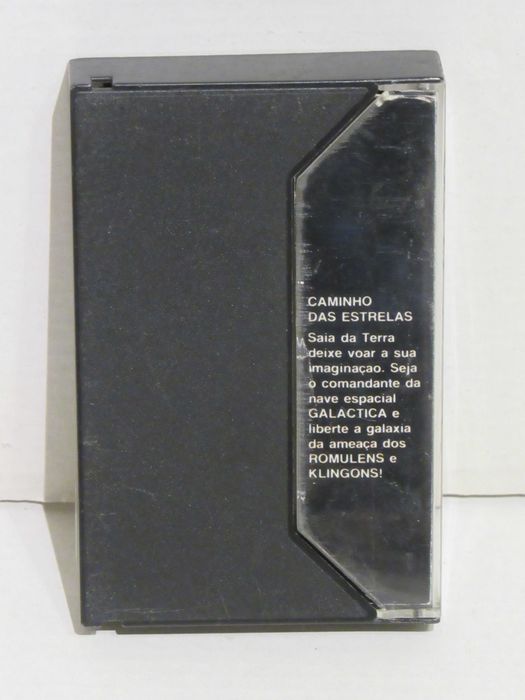 CAMINHO
DAS ESTRELAS
Saia da Terra
deixe voar a sua
imaginaçao. Seja
o comandante da
nave espacial
GALACTICA e
liberte a galaxia
da ameaça dos
ROMULENS e
KLINGONS!